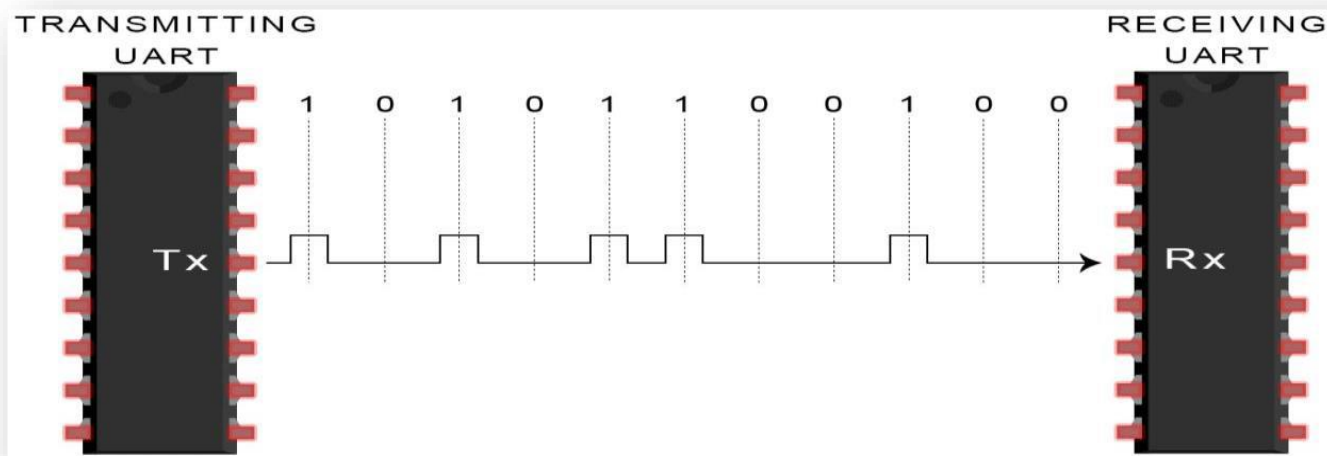 TRANSMITTING
UART
RECEIVING
UART
1 0 1 0 1 1 0 0 1 0 0
Tx
Rx